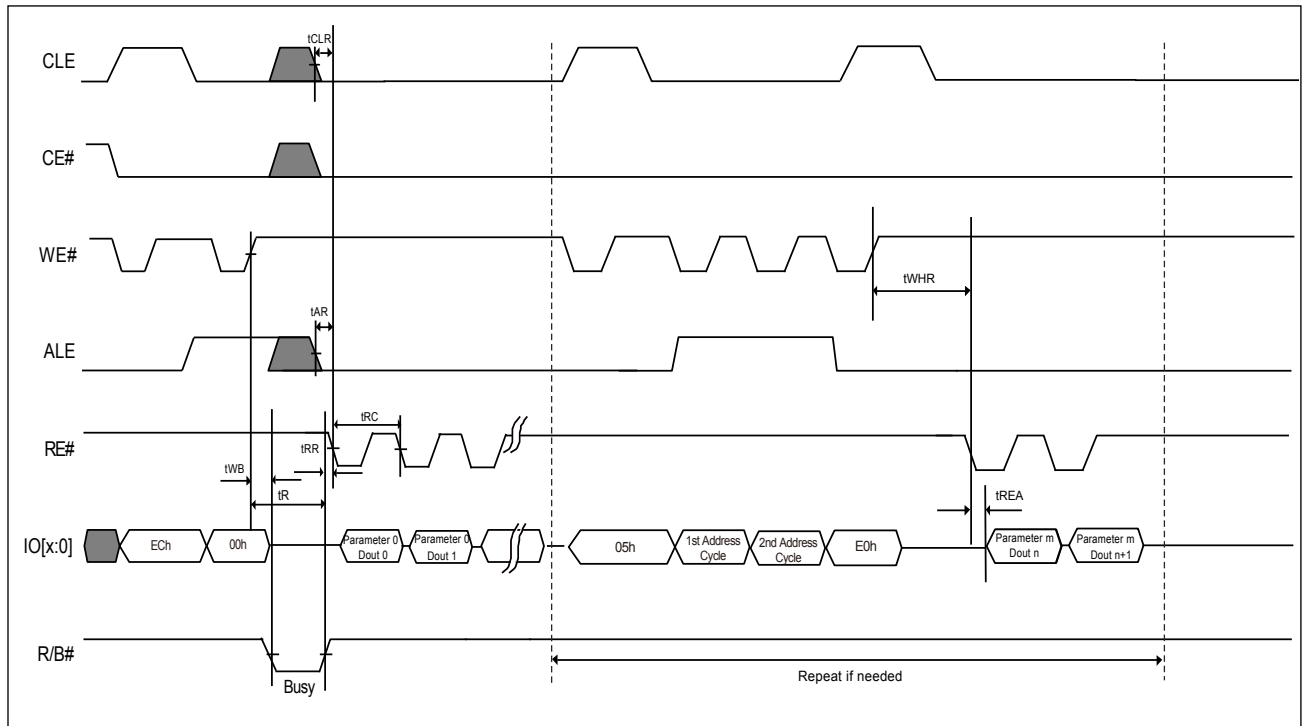 tCLR
CLE
CE#
WE#
tWHR
tAR
ALE
tRC
RE#
tRR
tWB
tR
tREA
IO[x:0]
ECh
00h
Parameter 0
Dout 0
Parameter 0
Dout 1
05h
1st Address
Cycle
2nd Address
Cycle
E0h
Parameter m
Dout n
Parameter m
Dout n+1
R/B#
Busy
Repeat if needed